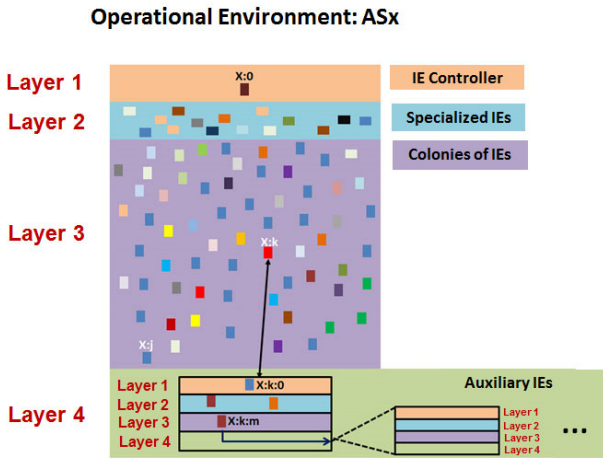 Operational Environment: ASx
Layer 1
X:0
IE Controller
Layer 2
Specialized IEs
Colonies of IEs
Layer 3
X:k
X:j
Layer 4
Auxiliary IEs
Layer 1
X:k:0
Layer 2
Layer 3
X:k:m
Layer 4
Layer 1
Layer 2
Layer 3
Layer 4
...